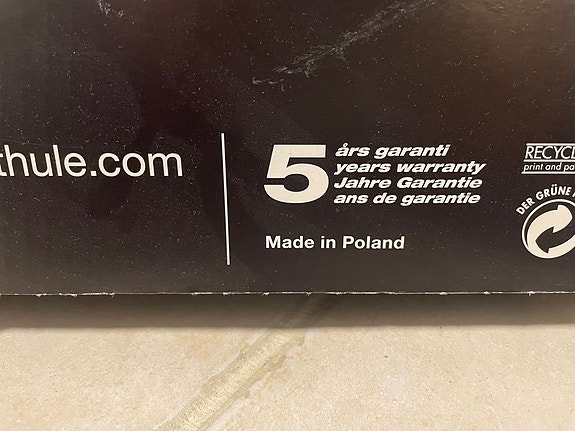 thule.com
5 års garanti
years warranty
Jahre Garantie
ans de garantie
Made in Poland
RECYCL
print and pa
DER GRÜNE